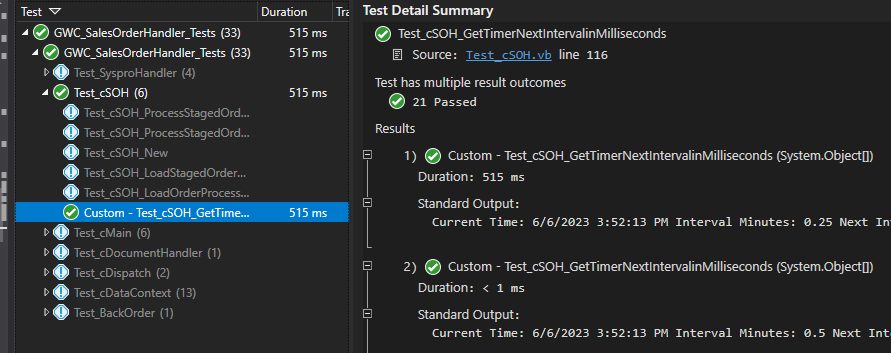 Test Duration Tra
GWC_SalesOrderHandler_Tests (33) 515 ms
GWC_SalesOrderHandler_Tests (33) 515 ms
Test_SysproHandler (4)
Test_cSOH (6) 515 ms
Test_cSOH_ProcessStagedOrd...
Test_cSOH_ProcessStagedOrd...
Test_cSOH_New
Test_cSOH_LoadStagedOrder...
Test_cSOH_LoadOrderProcess...
Custom - Test_cSOH_GetTime... 515 ms
Test_cMain (6)
Test_cDocumentHandler (1)
Test_cDispatch (2)
Test_cDataContext (13)
Test_BackOrder (1)
Test Detail Summary
Test_cSOH_GetTimerNextIntervalinMilliseconds
Source: Test_cSOH.vb line 116
Test has multiple result outcomes
21 Passed
Results
1) Custom - Test_cSOH_GetTimerNextIntervalinMilliseconds (System.Object[])
Duration: 515 ms
Standard Output:
Current Time: 6/6/2023 3:52:13 PM Interval Minutes: 0.25 Next In
2) Custom - Test_cSOH_GetTimerNextIntervalinMilliseconds (System.Object[])
Duration: < 1 ms
Standard Output:
Current Time: 6/6/2023 3:52:13 PM Interval Minutes: 0.5 Next Int